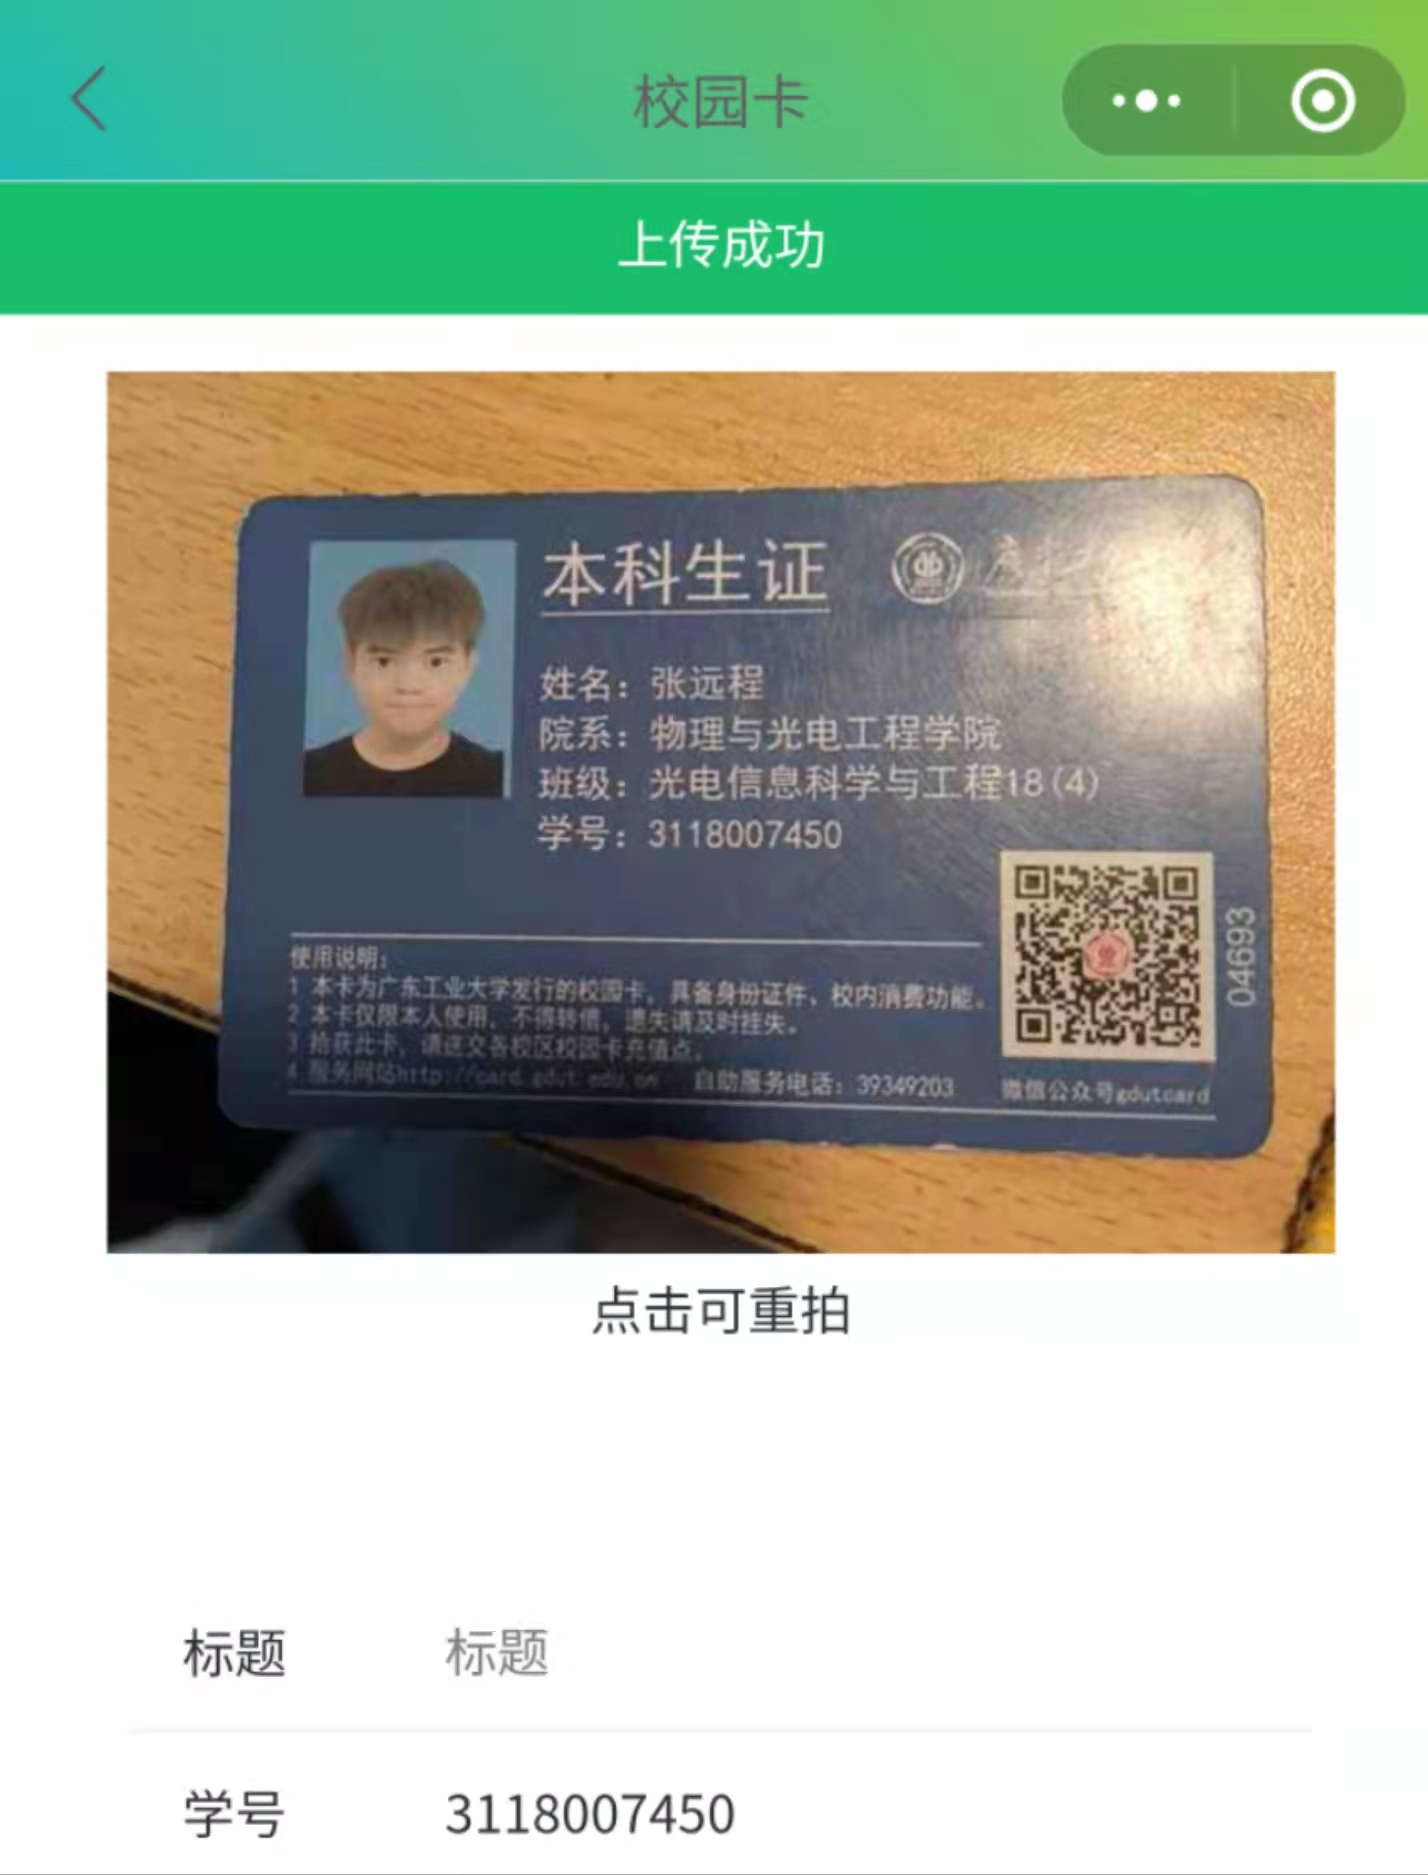 校园卡
上传成功
本科生证
姓名：张远程
院系：物理与光电工程学院
班级：光电信息科学与工程18(4)
学号：3118007450
使用说明：
1 本卡为广东工业大学发行的校园卡，具备身份证件、校内消费功能。
2 本卡仅限本人使用，不得转借，遗失请及时挂失。
3 拾获此卡，请送交各校区校园卡充值点。
4 服务网站http://card.gdut.edu.cn 自助服务电话：39349203
微信公众号gdutcard
04693
点击可重拍
标题 标题
学号 3118007450